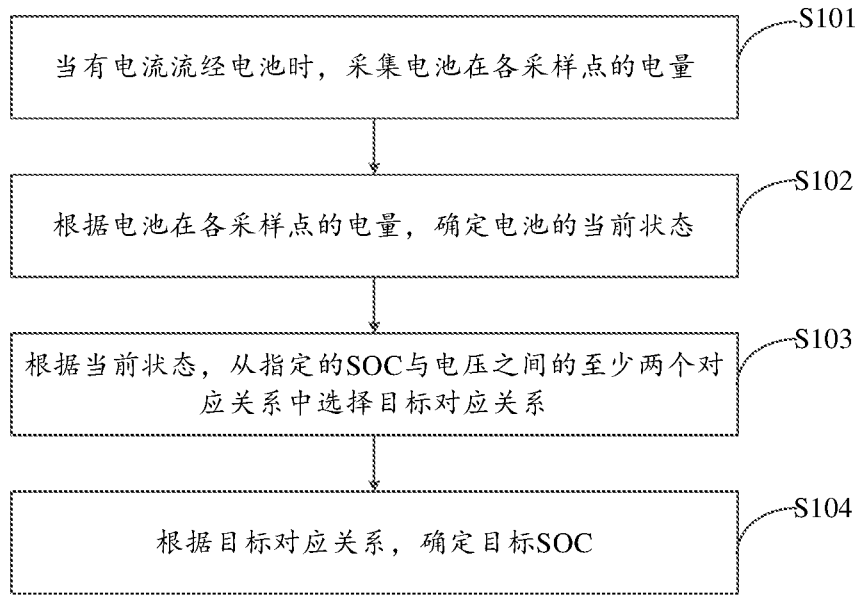 S101
当有电流流经电池时，采集电池在各采样点的电量
S102
根据电池在各采样点的电量，确定电池的当前状态
S103
根据当前状态，从指定的SOC与电压之间的至少两个对
应关系中选择目标对应关系
S104
根据目标对应关系，确定目标SOC